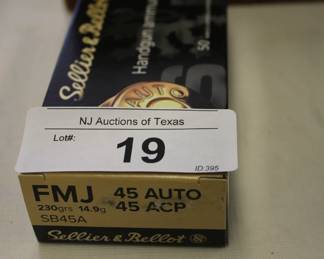 Sellier & Bellot
Handgun ammunition
50
AUTO
NJ Auctions of Texas
Lot#:
19
ID:395
FMJ 45 AUTO
230grs 14.9g 45 ACP
SB45A
Sellier & Bellot